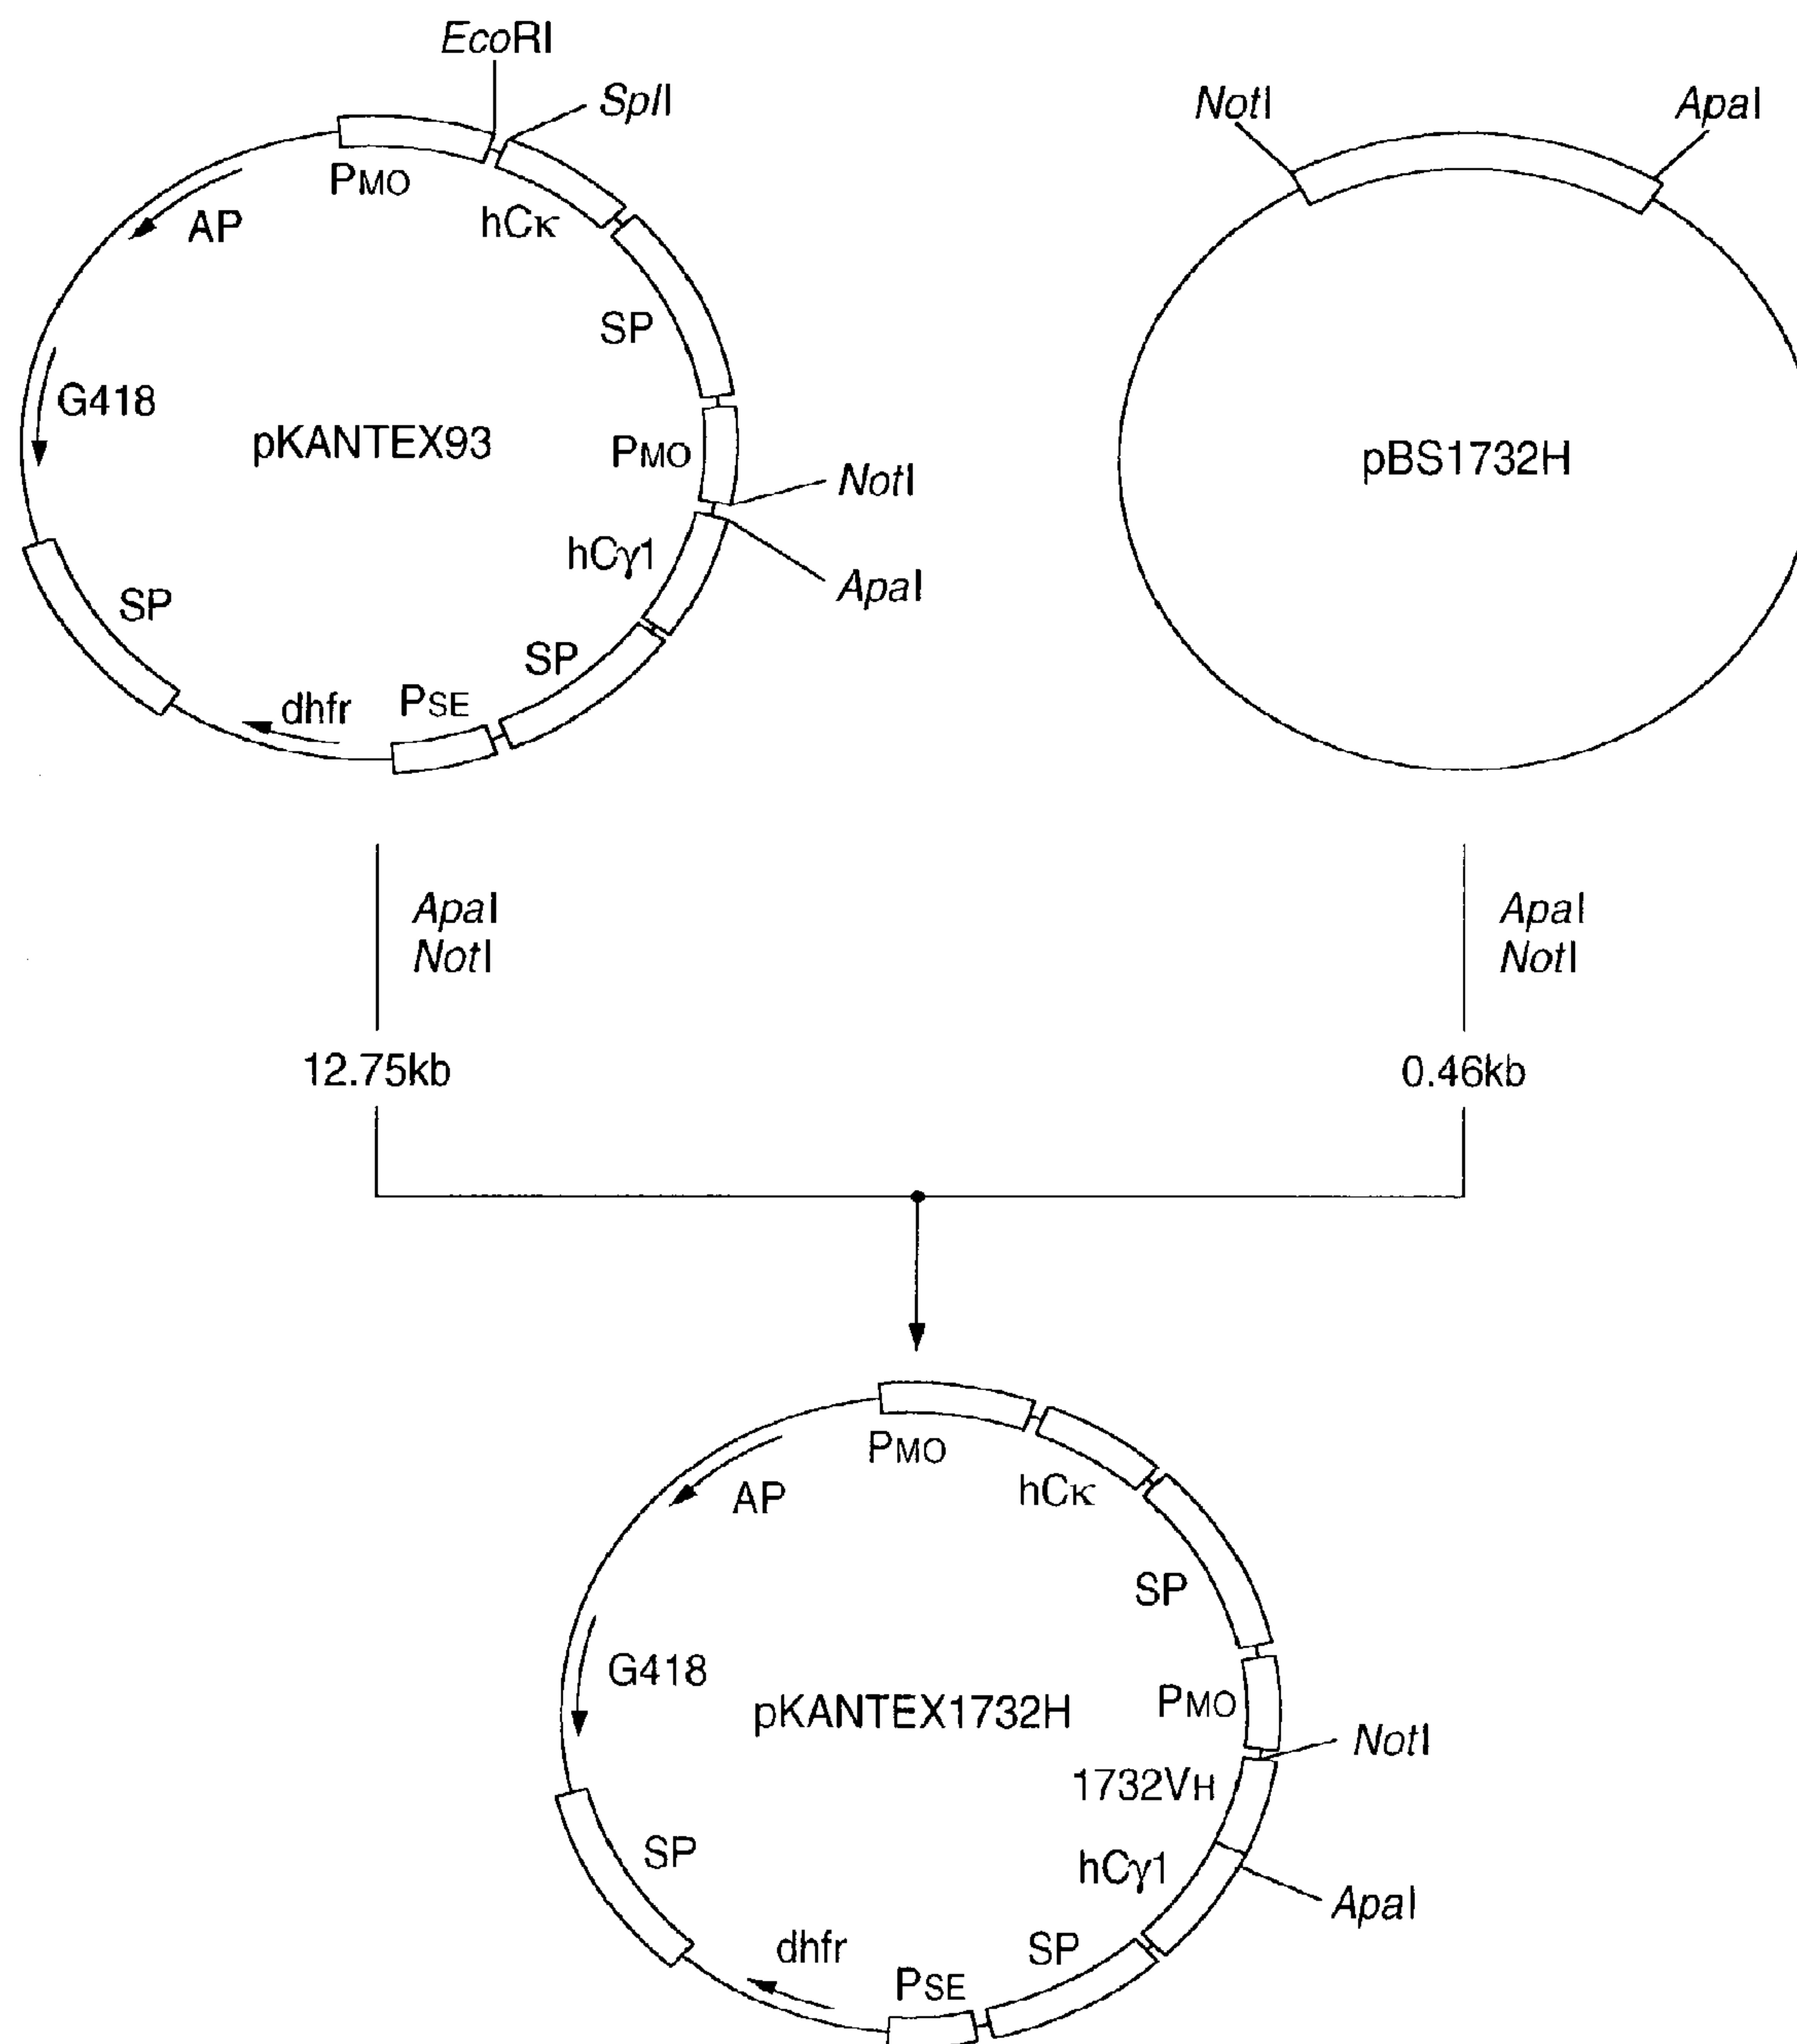 EcoRI
SplI
PMO
hCκ
AP
SP
G418
pKANTEX93
PMO
NotI
hCγ1
ApaI
SP
SP
PSE
dhfr
NotI
ApaI
pBS1732H
ApaI
NotI
12.75kb
ApaI
NotI
0.46kb
PMO
hCκ
AP
SP
G418
pKANTEX1732H
PMO
NotI
1732VH
hCγ1
ApaI
SP
SP
dhfr
PSE